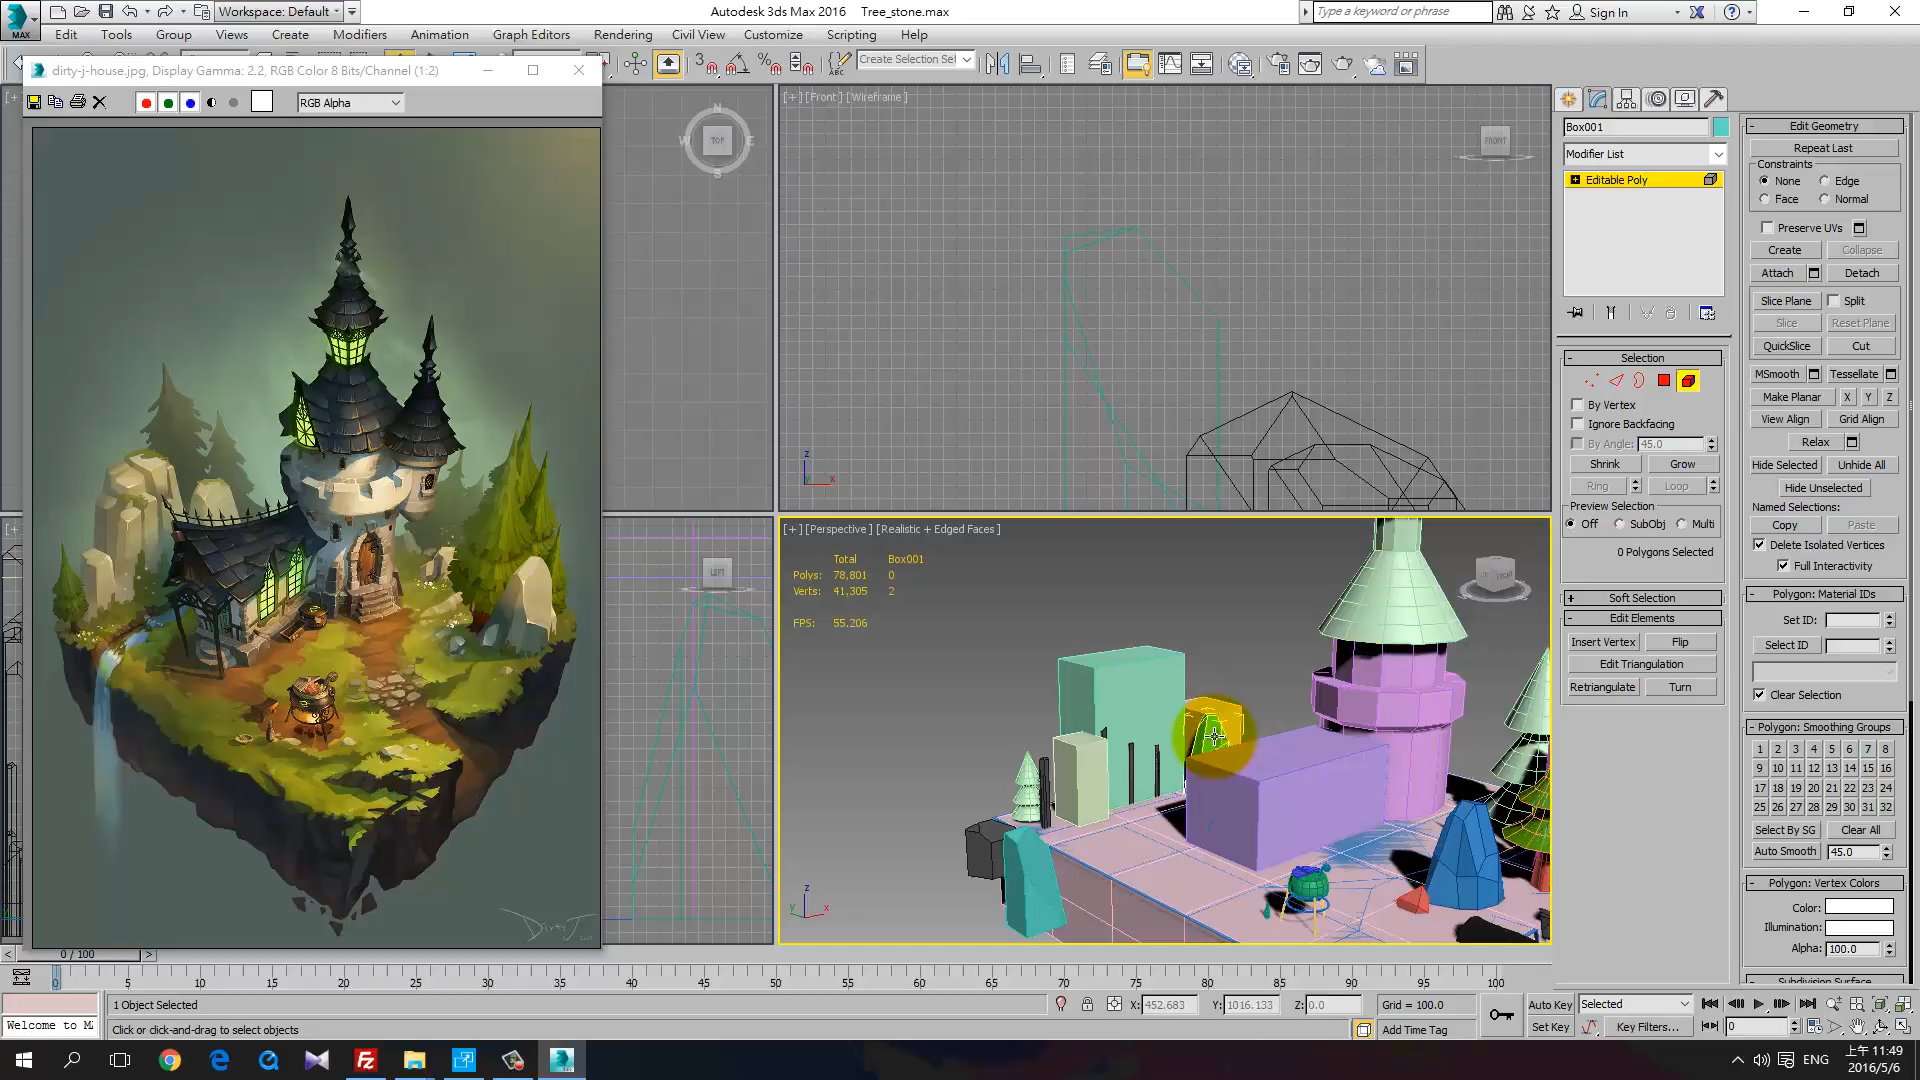 MAX
Workspace: Default
Autodesk 3ds Max 2016 Tree_stone.max
Type a keyword or phrase
Sign In
Edit Tools Group Views Create Modifiers Animation Graph Editors Rendering Civil View Customize Scripting Help
Create Selection Set
dirty-j-house.jpg, Display Gamma: 2.2, RGB Color 8 Bits/Channel (1:2)
RGB Alpha
[+] [Front] [Wireframe]
N
W TOP E
S
FRONT
z
x
LEFT
[+] [Perspective] [Realistic + Edged Faces]
Total Box001
Polys: 78,801 0
Verts: 41,305 2
FPS: 55.206
z
y x
Box001
Modifier List
Editable Poly
Selection
By Vertex
Ignore Backfacing
By Angle: 45.0
Shrink Grow
Ring Loop
Preview Selection
Off SubObj Multi
0 Polygons Selected
Soft Selection
Edit Elements
Insert Vertex Flip
Edit Triangulation
Retriangulate Turn
Edit Geometry
Repeat Last
Constraints
None Edge
Face Normal
Preserve UVs
Create Collapse
Attach Detach
Slice Plane Split
Slice Reset Plane
QuickSlice Cut
MSmooth Tessellate
Make Planar X Y Z
View Align Grid Align
Relax
Hide Selected Unhide All
Hide Unselected
Named Selections:
Copy Paste
Delete Isolated Vertices
Full Interactivity
Polygon: Material IDs
Set ID:
Select ID
Clear Selection
Polygon: Smoothing Groups
1 2 3 4 5 6 7 8
9 10 11 12 13 14 15 16
17 18 19 20 21 22 23 24
25 26 27 28 29 30 31 32
Select By SG Clear All
Auto Smooth 45.0
Polygon: Vertex Colors
Color:
Illumination:
Alpha: 100.0
Subdivision Surface
Dirty J
0 / 100
0 5 10 15 20 25 30 35 40 45 50 55 60 65 70 75 80 85 90 95 100
1 Object Selected
X: 452.683 Y: 1016.133 Z: 0.0 Grid = 100.0
Auto Key Selected
Welcome to MA
Click or click-and-drag to select objects
Add Time Tag
Set Key Key Filters...
0
ENG
上午 11:49
2016/5/6